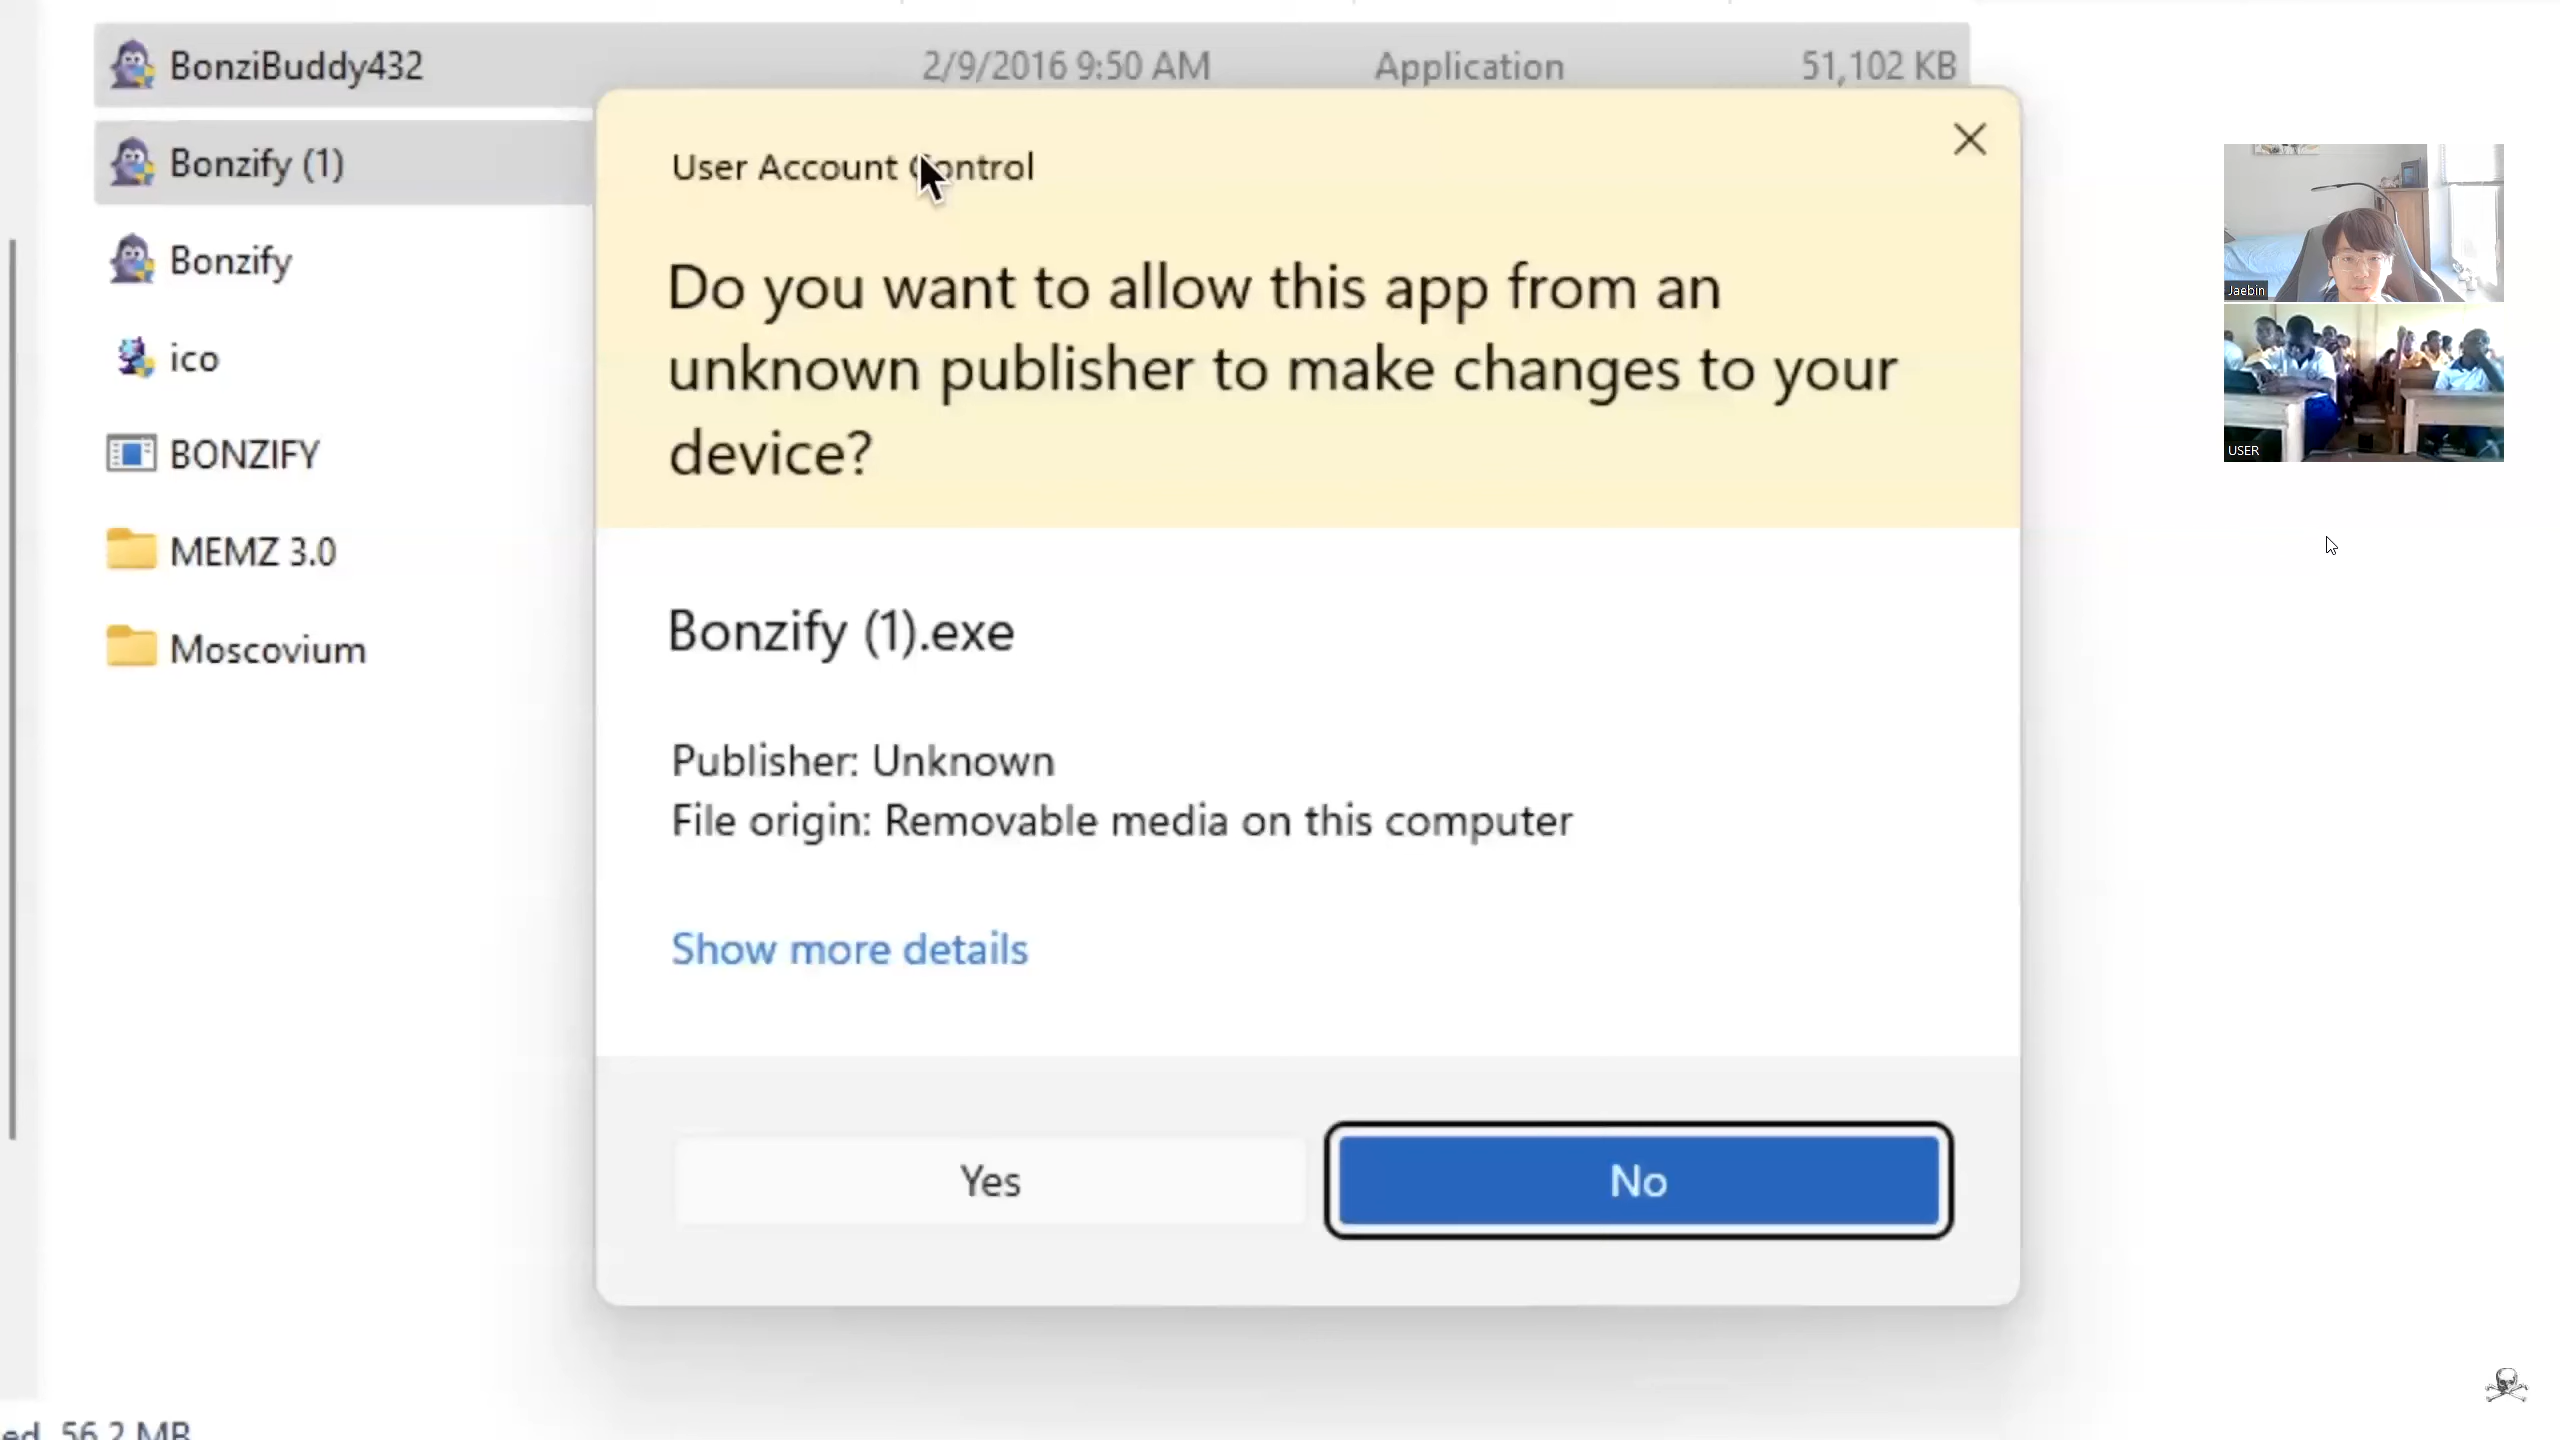 BonziBuddy432 2/9/2016 9:50 AM Application 51,102 KB
Bonzify (1)
Bonzify
ico
BONZIFY
MEMZ 3.0
Moscovium
User Account Control
Do you want to allow this app from an
unknown publisher to make changes to your
device?
Bonzify (1).exe
Publisher: Unknown
File origin: Removable media on this computer
Show more details
Yes
No
Jaebin
USER
56.2 MB